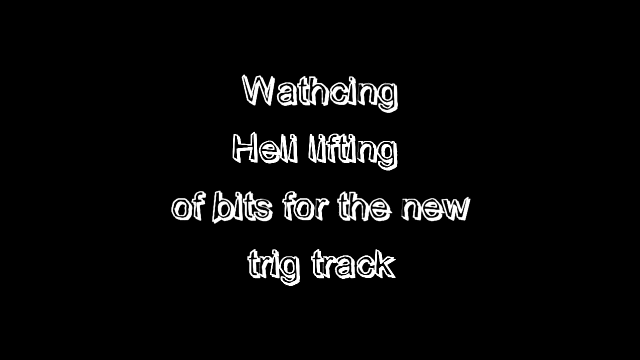 Wathcing
Heli lifting
of bits for the new
trig track